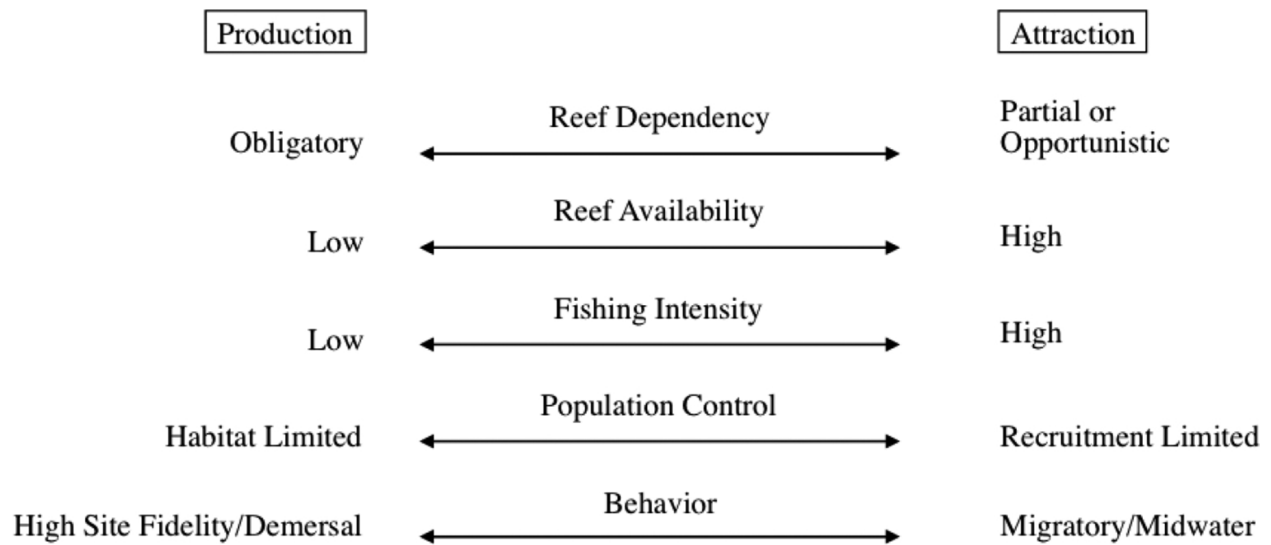 Production
Attraction
Reef Dependency
Obligatory
Partial or
Opportunistic
Reef Availability
Low
High
Fishing Intensity
Low
High
Population Control
Habitat Limited
Recruitment Limited
Behavior
High Site Fidelity/Demersal
Migratory/Midwater